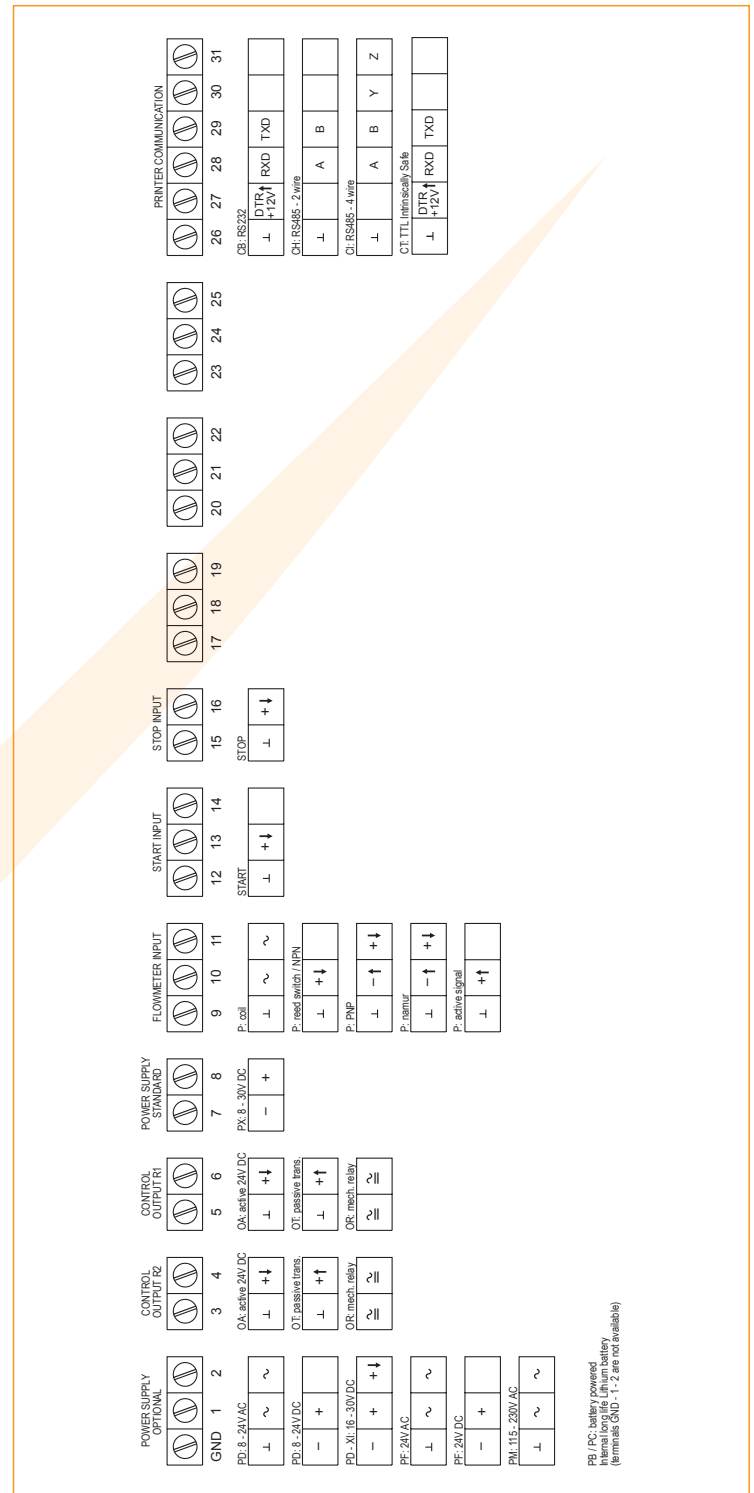 POWER SUPPLY
OPTIONAL
GND 1 2
PD: 8 - 24V AC
⊥ ~ ~
PD: 8 - 24V DC
− +
PD - XI: 16 - 30V DC
− + +↓
PF: 24V AC
⊥ ~ ~
PF: 24V DC
− +
PM: 115 - 230V AC
⊥ ~ ~
PB / PC: battery powered
Internal long life Lithium battery
(terminals GND - 1 - 2 are not available)
CONTROL
OUTPUT R2
3 4
OA: active 24V DC
⊥ +↓
OT: passive trans.
⊥ +↑
OR: mech. relay
~= ~=
CONTROL
OUTPUT R1
5 6
OA: active 24V DC
⊥ +↓
OT: passive trans.
⊥ +↑
OR: mech. relay
~= ~=
POWER SUPPLY
STANDARD
7 8
PX: 8 - 30V DC
− +
FLOWMETER INPUT
9 10 11
P: coil
⊥ ~ ~
P: reed switch / NPN
⊥ +↓
P: PNP
⊥ −↑ +↓
P: namur
⊥ −↑ +↓
P: active signal
⊥ +↑
START INPUT
12 13 14
START
⊥ +↓
STOP INPUT
15 16
STOP
⊥ +↓
17 18 19
20 21 22
23 24 25
PRINTER COMMUNICATION
26 27 28 29 30 31
CB: RS232
⊥ DTR +12V↑ RXD TXD
CH: RS485 - 2 wire
⊥ A B
CI: RS485 - 4 wire
⊥ A B Y Z
CT: TTL Intrinsically Safe
⊥ DTR +12V↑ RXD TXD